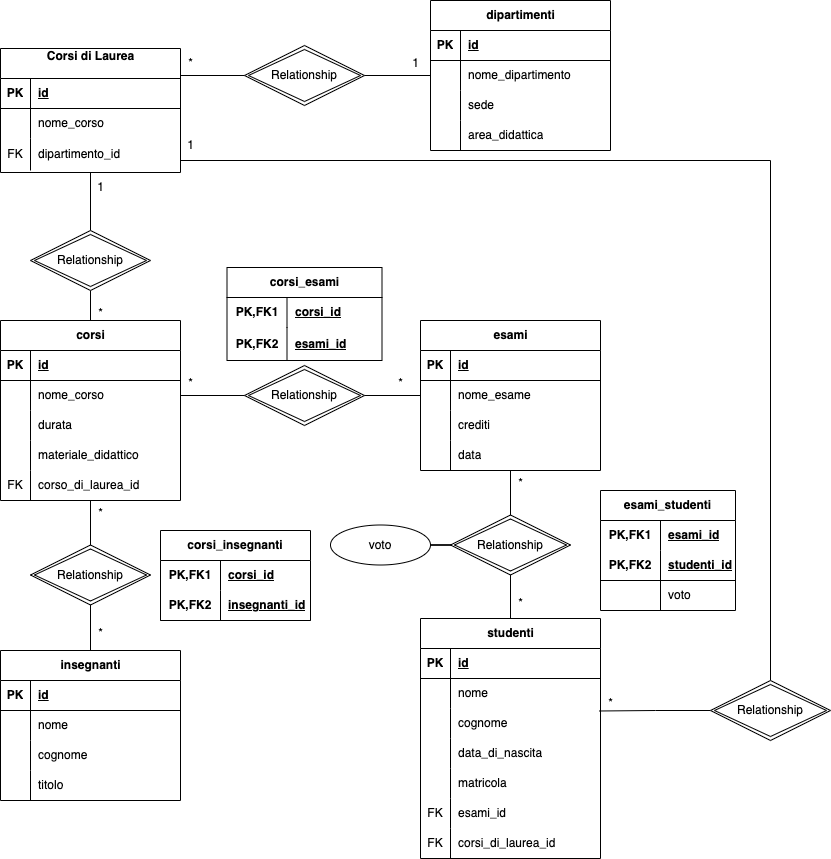 dipartimenti
PK id
nome_dipartimento
sede
area_didattica
Corsi di Laurea
PK id
nome_corso
FK dipartimento_id
* Relationship 1
1
1
Relationship
*
corsi_esami
PK,FK1 corsi_id
PK,FK2 esami_id
corsi
PK id
nome_corso
durata
materiale_didattico
FK corso_di_laurea_id
* Relationship *
esami
PK id
nome_esame
crediti
data
*
Relationship
*
corsi_insegnanti
PK,FK1 corsi_id
PK,FK2 insegnanti_id
*
voto
Relationship
*
esami_studenti
PK,FK1 esami_id
PK,FK2 studenti_id
voto
insegnanti
PK id
nome
cognome
titolo
studenti
PK id
nome
cognome
data_di_nascita
matricola
FK esami_id
FK corsi_di_laurea_id
* Relationship